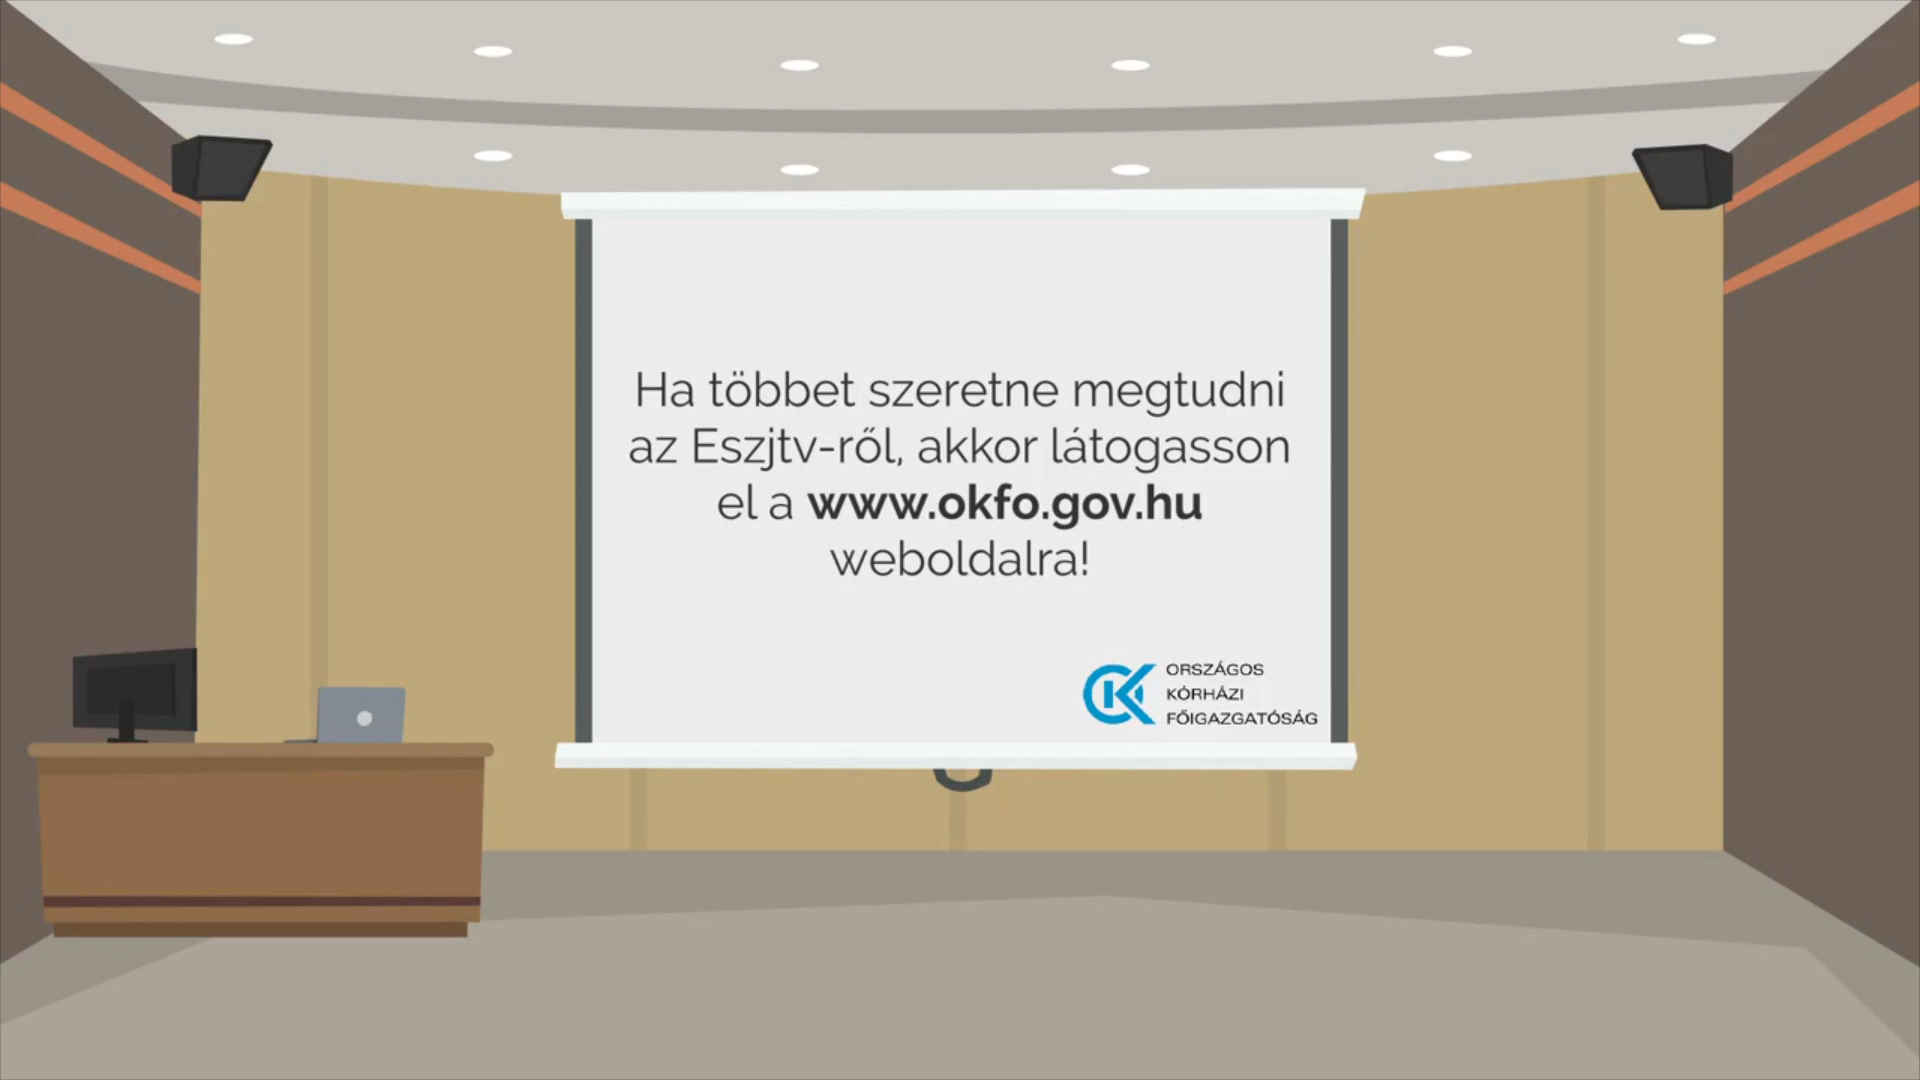 Ha többet szeretne megtudni
az Eszjtv-ről, akkor látogasson
el a www.okfo.gov.hu
weboldalra!
ORSZÁGOS
KÓRHÁZI
FŐIGAZGATÓSÁG